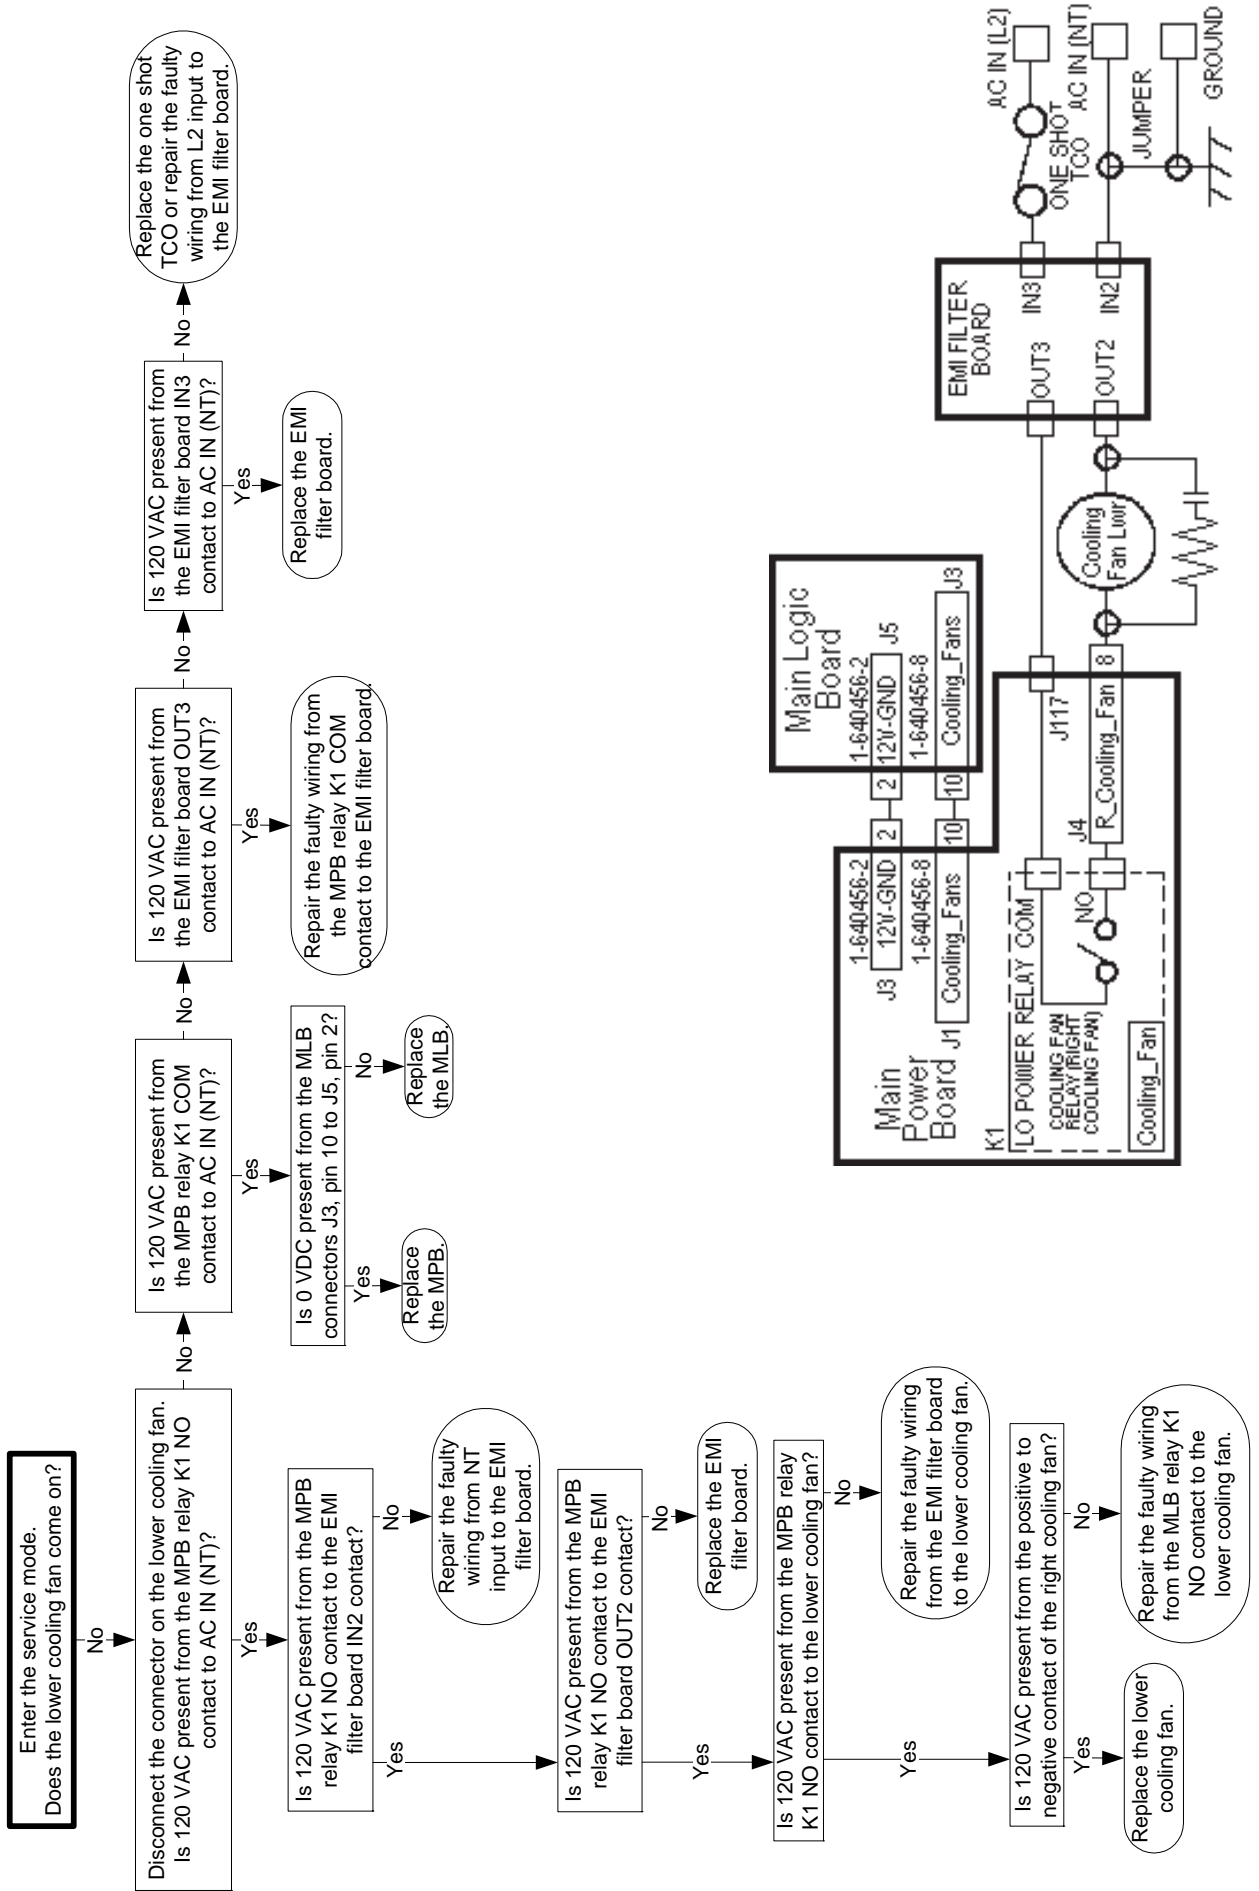 Enter the service mode.
Does the lower cooling fan come on?
No
Disconnect the connector on the lower cooling fan.
Is 120 VAC present from the MPB relay K1 NO
contact to AC IN (NT)?
No
Is 120 VAC present from
the MPB relay K1 COM
contact to AC IN (NT)?
No
Is 120 VAC present from
the EMI filter board OUT3
contact to AC IN (NT)?
No
Is 120 VAC present from
the EMI filter board IN3
contact to AC IN (NT)?
No
Replace the one shot
TCO or repair the faulty
wiring from L2 input to
the EMI filter board.
Yes
Is 120 VAC present from the MPB
relay K1 NO contact to the EMI
filter board IN2 contact?
Yes
Is 0 VDC present from the MLB
connectors J3, pin 10 to J5, pin 2?
Yes
Replace
the MPB.
No
Replace
the MLB.
Yes
Repair the faulty wiring from
the MPB relay K1 COM
contact to the EMI filter board.
Yes
Replace the EMI
filter board.
Yes
No
Repair the faulty
wiring from NT
input to the EMI
filter board.
Is 120 VAC present from the MPB
relay K1 NO contact to the EMI
filter board OUT2 contact?
Yes
No
Replace the EMI
filter board.
Is 120 VAC present from the MPB relay
K1 NO contact to the lower cooling fan?
Yes
No
Repair the faulty wiring
from the EMI filter board
to the lower cooling fan.
Is 120 VAC present from the positive to
negative contact of the right cooling fan?
Yes
Replace the lower
cooling fan.
No
Repair the faulty wiring
from the MLB relay K1
NO contact to the
lower cooling fan.
Main Logic
Board
1-640456-2
12V-GND
J5
2
1-640456-8
Cooling_Fans
J3
10
Main
Power
Board
1-640456-2
J3
12V-GND
2
1-640456-8
J1
Cooling_Fans
10
K1
LO POWER RELAY COM
COOLING FAN
RELAY (RIGHT
COOLING FAN)
NO
Cooling_Fan
J117
J4
R_Cooling_Fan
8
Cooling
Fan Lwr
EMI FILTER
BOARD
OUT3
IN3
OUT2
IN2
ONE SHOT
TCO
AC IN (L2)
AC IN (NT)
JUMPER
GROUND